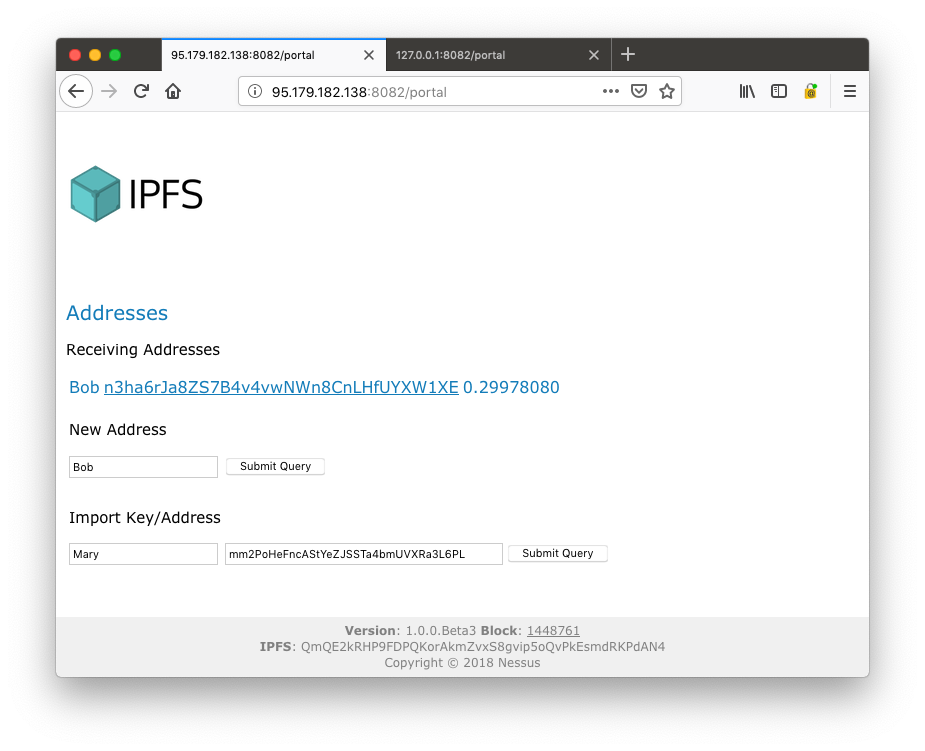 95.179.182.138:8082/portal 127.0.0.1:8082/portal
95.179.182.138:8082/portal
IPFS
Addresses
Receiving Addresses
Bob n3ha6rJa8ZS7B4v4vwNWn8CnLHfUYXW1XE 0.29978080
New Address
Bob Submit Query
Import Key/Address
Mary mm2PoHeFncAStYeZJSSTa4bmUVXRa3L6PL Submit Query
Version: 1.0.0.Beta3 Block: 1448761
IPFS: QmQE2kRHP9FDPQKorAkmZvxS8gvip5oQvPkEsmdRKPdAN4
Copyright © 2018 Nessus